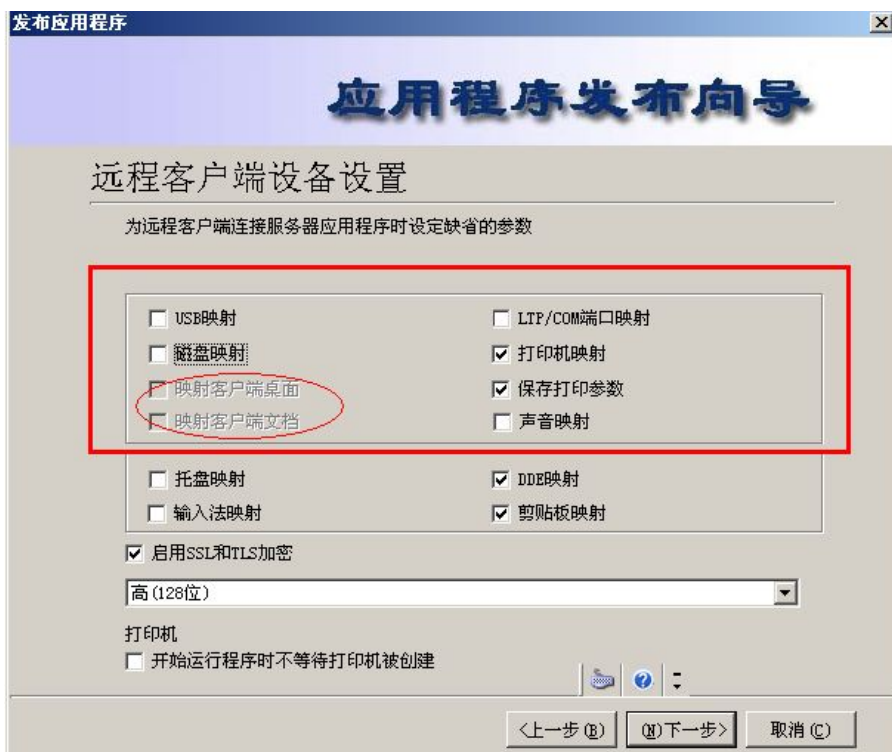 发布应用程序
应用程序发布向导
远程客户端设备设置
为远程客户端连接服务器应用程序时设定缺省的参数
USB映射 LTP/COM端口映射
磁盘映射 打印机映射
映射客户端桌面 保存打印参数
映射客户端文档 声音映射
托盘映射 DDE映射
输入法映射 剪贴板映射
启用SSL和TLS加密
高(128位)
打印机
开始运行程序时不等待打印机被创建
<上一步(B) (N)下一步> 取消(C)